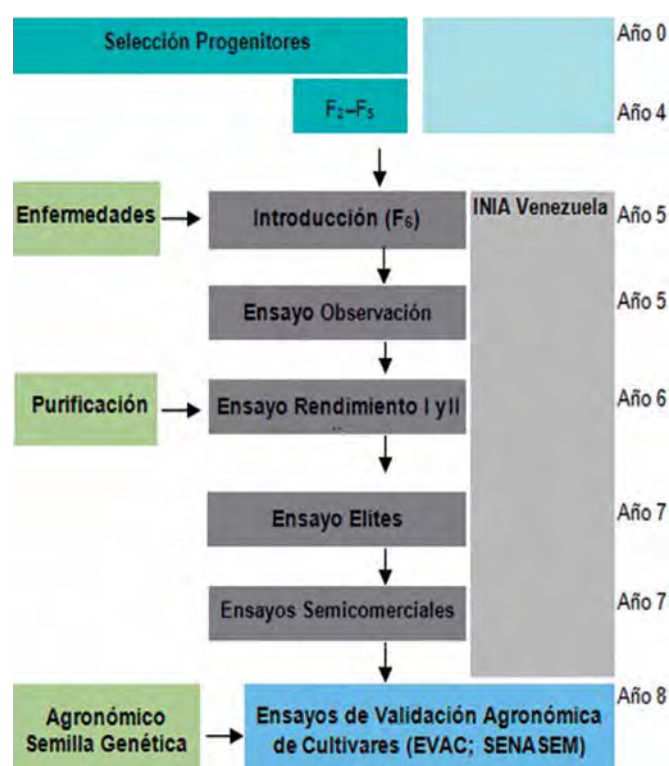 Selección Progenitores
Año 0
F₂–F₅
Año 4
Enfermedades
Introducción (F₆)
INIA Venezuela
Año 5
Ensayo Observación
Año 5
Purificación
Ensayo Rendimiento I y II
Año 6
Ensayo Elites
Año 7
Ensayos Semicomerciales
Año 7
Agronómico
Semilla Genética
Ensayos de Validación Agronómica
de Cultivares (EVAC; SENASEM)
Año 8